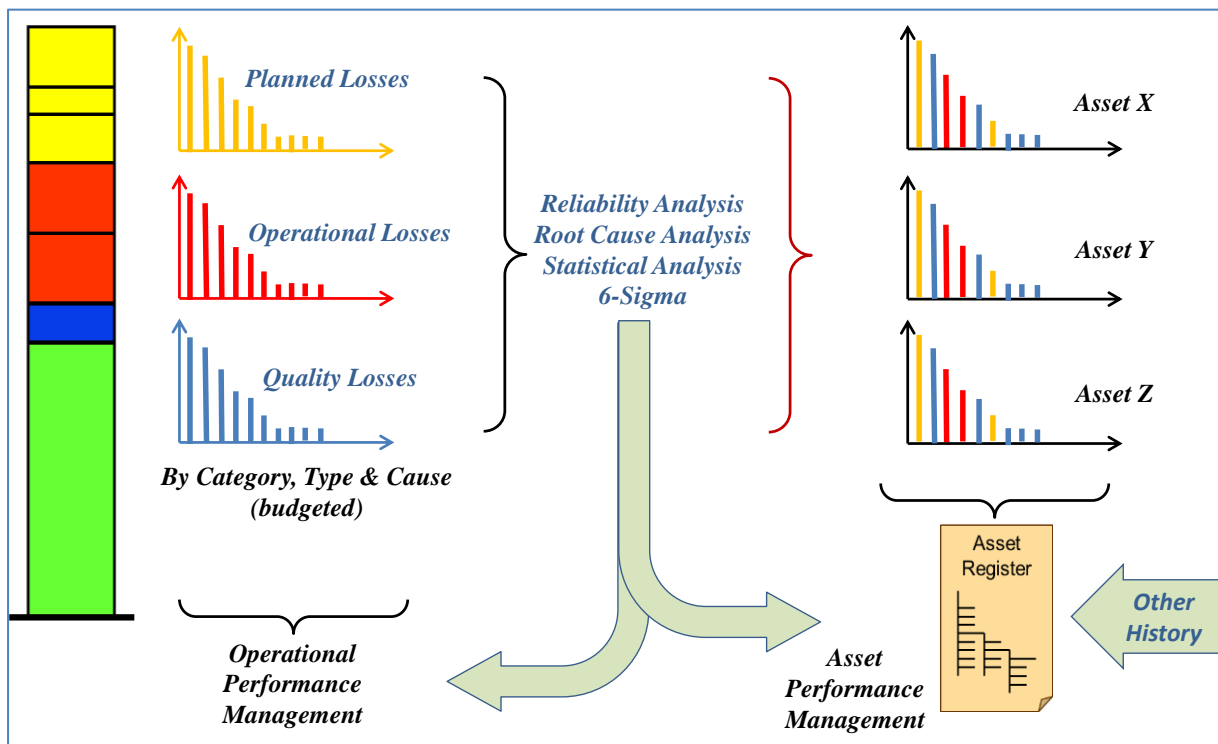 Planned Losses
Operational Losses
Quality Losses
By Category, Type & Cause
(budgeted)
Operational
Performance
Management
Reliability Analysis
Root Cause Analysis
Statistical Analysis
6-Sigma
Asset X
Asset Y
Asset Z
Asset
Register
Other
History
Asset
Performance
Management